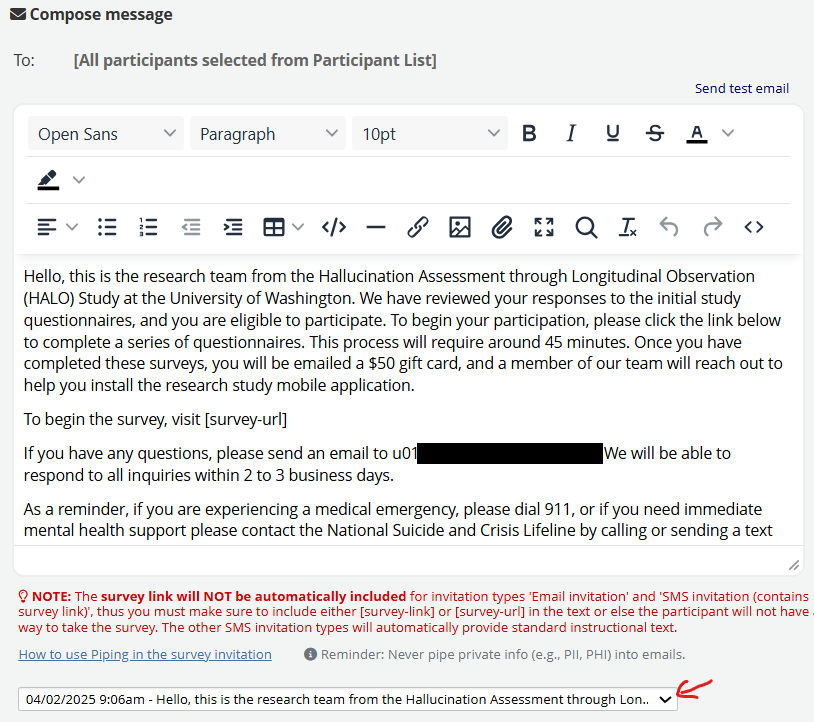 Compose message
To: [All participants selected from Participant List]
Send test email
Open Sans Paragraph 10pt B I U S A
Hello, this is the research team from the Hallucination Assessment through Longitudinal Observation
(HALO) Study at the University of Washington. We have reviewed your responses to the initial study
questionnaires, and you are eligible to participate. To begin your participation, please click the link below
to complete a series of questionnaires. This process will require around 45 minutes. Once you have
completed these surveys, you will be emailed a $50 gift card, and a member of our team will reach out to
help you install the research study mobile application.
To begin the survey, visit [survey-url]
If you have any questions, please send an email to u01 We will be able to
respond to all inquiries within 2 to 3 business days.
As a reminder, if you are experiencing a medical emergency, please dial 911, or if you need immediate
mental health support please contact the National Suicide and Crisis Lifeline by calling or sending a text
NOTE: The survey link will NOT be automatically included for invitation types 'Email invitation' and 'SMS invitation (contains
survey link)', thus you must make sure to include either [survey-link] or [survey-url] in the text or else the participant will not have
way to take the survey. The other SMS invitation types will automatically provide standard instructional text.
How to use Piping in the survey invitation Reminder: Never pipe private info (e.g., PII, PHI) into emails.
04/02/2025 9:06am - Hello, this is the research team from the Hallucination Assessment through Lon..